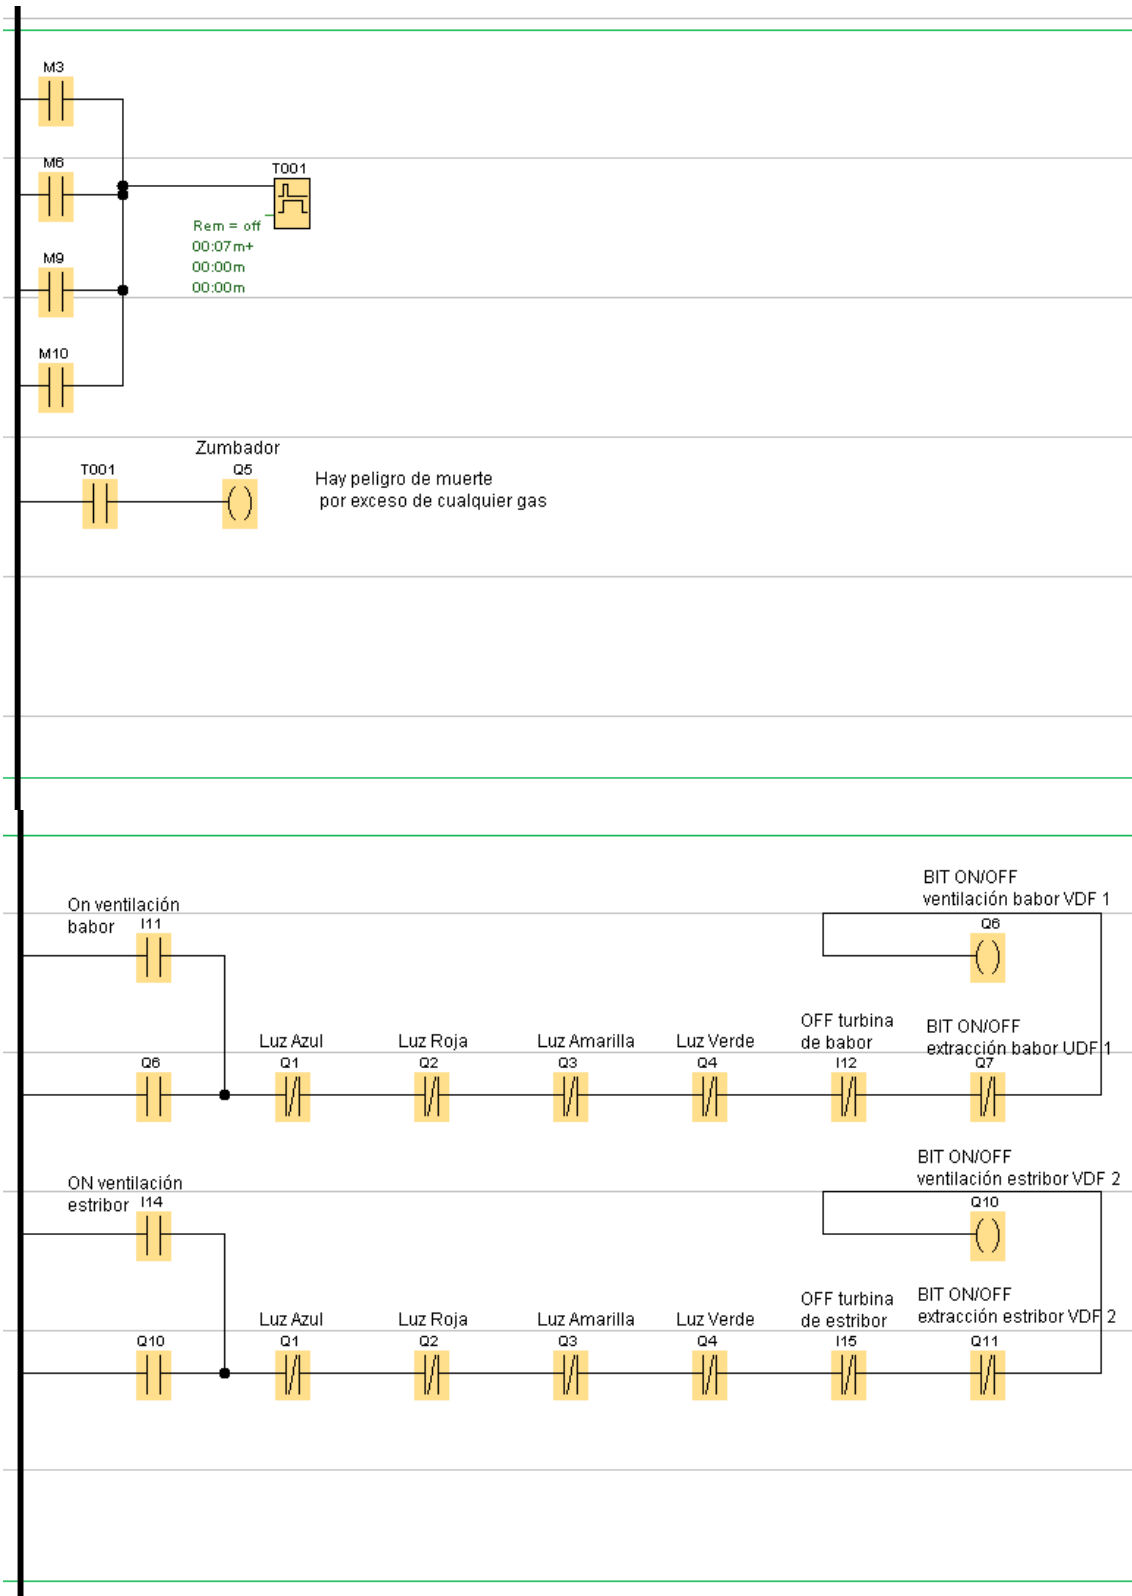 M3
M6
T001
Rem = off
00:07m+
M9
00:00m
00:00m
M10
Zumbador
T001
Q5
Hay peligro de muerte
por exceso de cualquier gas
BIT ON/OFF
ventilación babor VDF 1
On ventilación
babor
I11
Q6
OFF turbina
de babor
BIT ON/OFF
extracción babor UDF 1
Luz Azul
Luz Roja
Luz Amarilla
Luz Verde
Q6
Q1
Q2
Q3
Q4
I12
Q7
BIT ON/OFF
ventilación estribor VDF 2
ON ventilación
estribor
I14
Q10
OFF turbina
de estribor
BIT ON/OFF
extracción estribor VDF 2
Luz Azul
Luz Roja
Luz Amarilla
Luz Verde
Q10
Q1
Q2
Q3
Q4
I15
Q11